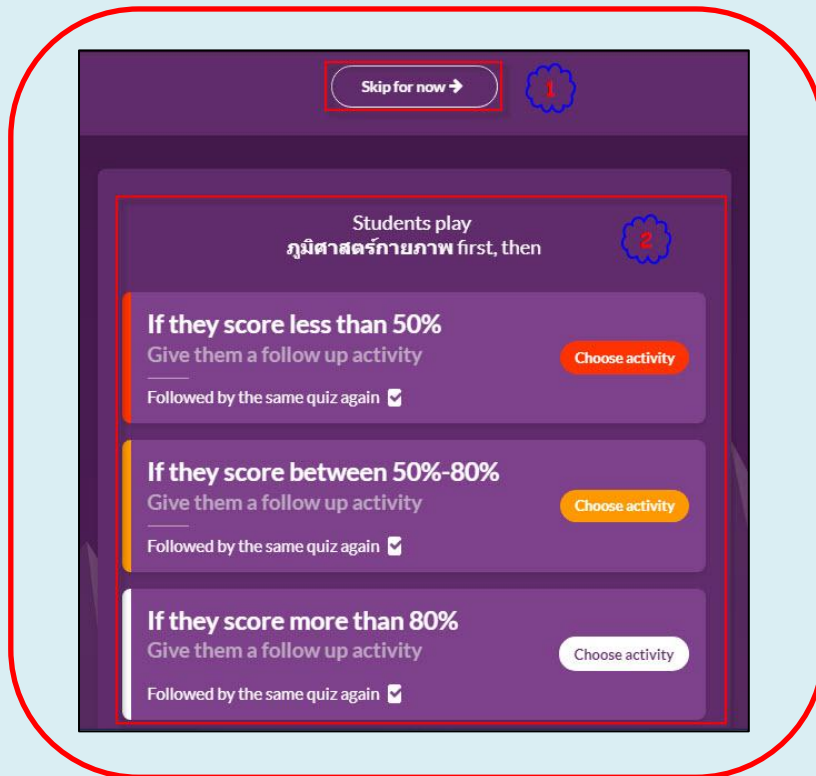 Skip for now →
1
Students play
2
ภูมิศาสตร์กายภาพ first, then
If they score less than 50%
Give them a follow up activity
Choose activity
Followed by the same quiz again
If they score between 50%-80%
Give them a follow up activity
Choose activity
Followed by the same quiz again
If they score more than 80%
Give them a follow up activity
Choose activity
Followed by the same quiz again